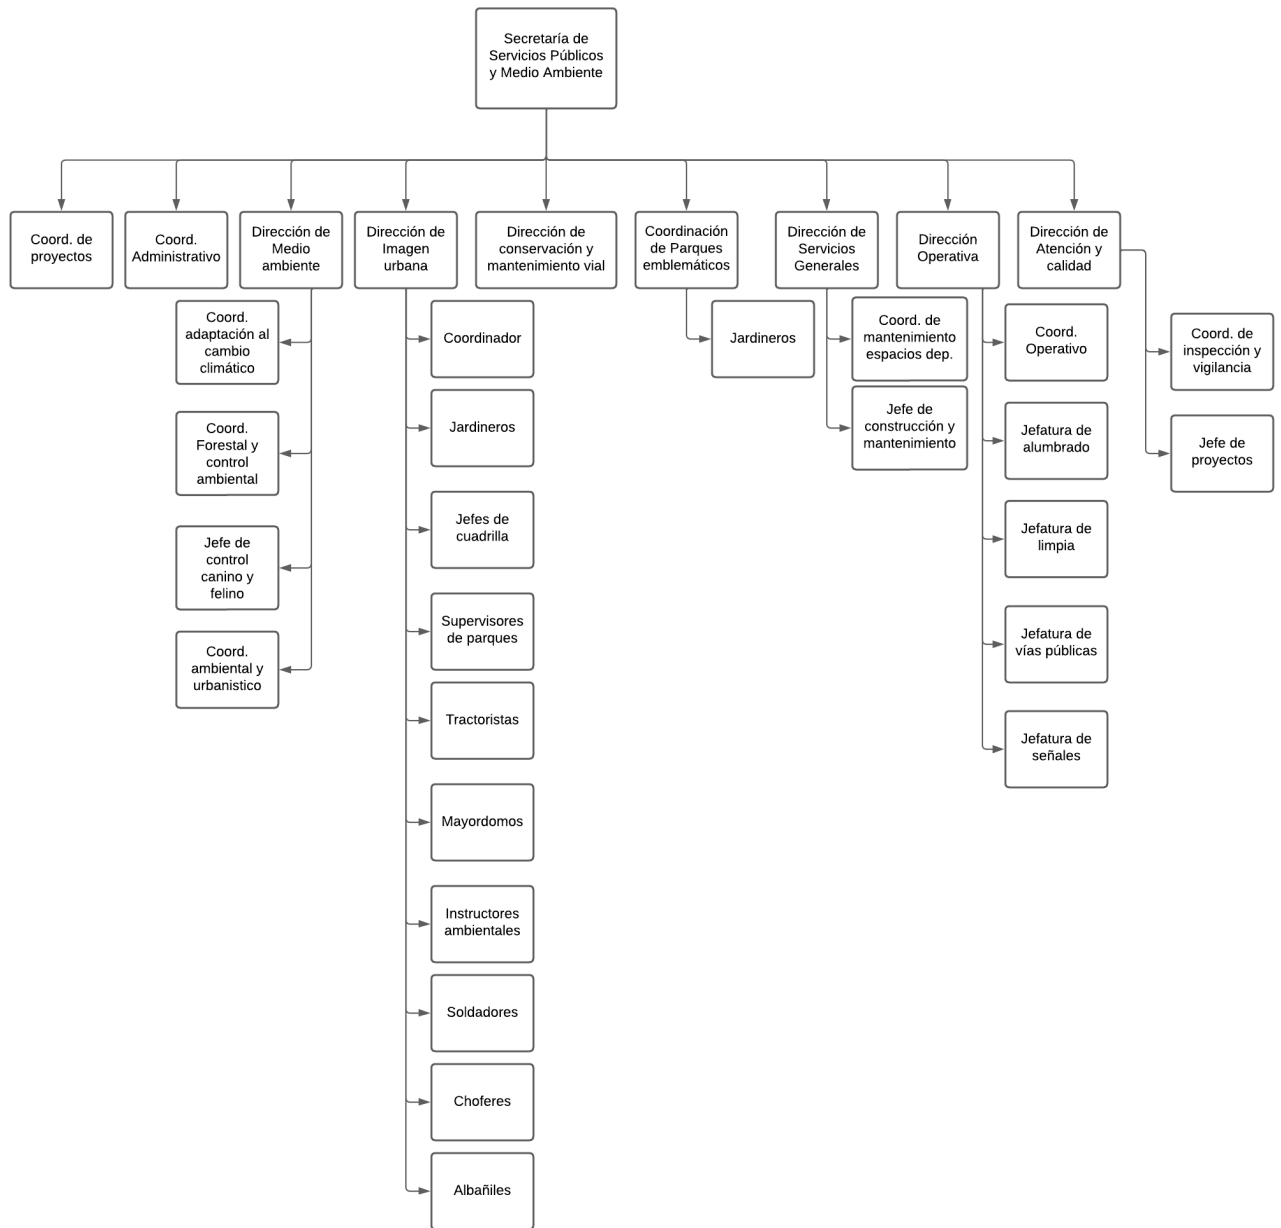 Secretaría de
Servicios Públicos
y Medio Ambiente
Coord. de
proyectos
Coord.
Administrativo
Dirección de
Medio
ambiente
Dirección de
Imagen
urbana
Dirección de
conservación y
mantenimiento vial
Coordinación
de Parques
emblemáticos
Dirección de
Servicios
Generales
Dirección
Operativa
Dirección de
Atención y
calidad
Coord.
adaptación al
cambio
climático
Coord.
Forestal y
control
ambiental
Jefe de
control
canino y
felino
Coord.
ambiental y
urbanistico
Coordinador
Jardineros
Jefes de
cuadrilla
Supervisores
de parques
Tractoristas
Mayordomos
Instructores
ambientales
Soldadores
Choferes
Albañiles
Jardineros
Coord. de
mantenimiento
espacios dep.
Jefe de
construcción y
mantenimiento
Coord.
Operativo
Jefatura de
alumbrado
Jefatura de
limpia
Jefatura de
vías públicas
Jefatura de
señales
Coord. de
inspección y
vigilancia
Jefe de
proyectos